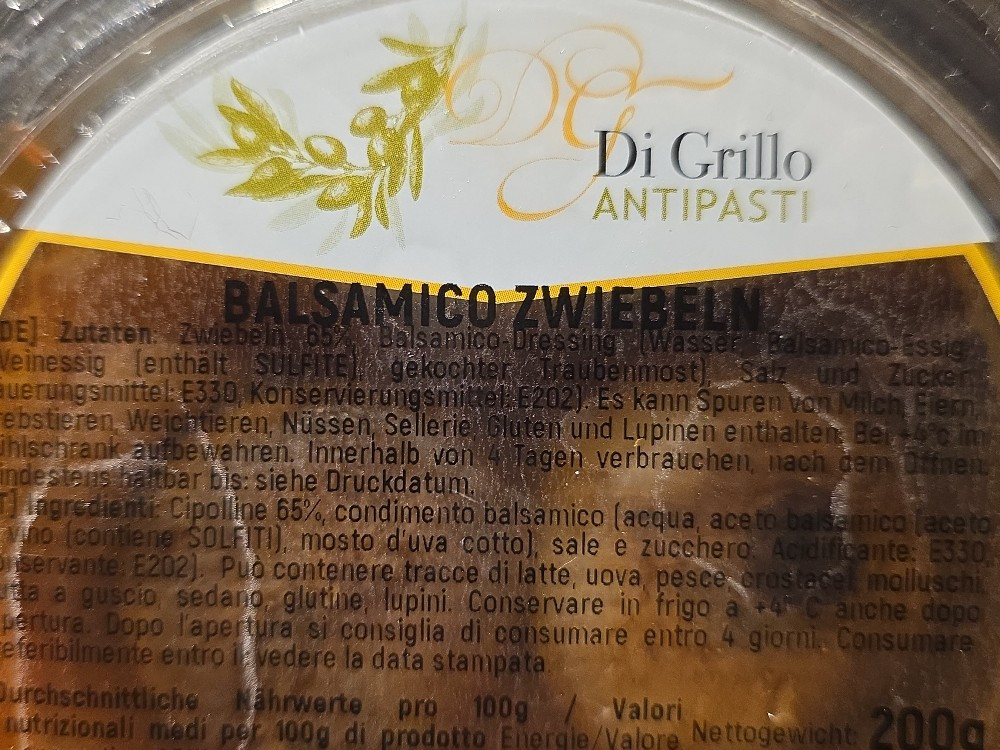 DG
Di Grillo
ANTIPASTI
BALSAMICO ZWIEBELN
DE] Zutaten: Zwiebeln 65%, Balsamico-Dressing (Wasser, Balsamico-Essig
Weinessig (enthält SULFITE), gekochter Traubenmost), Salz und Zucker
äuerungsmittel: E330, Konservierungsmittel: E202). Es kann Spuren von Milch, Eiern,
rebstieren, Weichtieren, Nüssen, Sellerie, Gluten und Lupinen enthalten. Bei +4°C im
ühlschrank aufbewahren. Innerhalb von 4 Tagen verbrauchen, nach dem Öffnen.
indestens haltbar bis: siehe Druckdatum.
T] Ingredienti: Cipolline 65%, condimento balsamico (acqua, aceto balsamico (aceto
vino (contiene SOLFITI), mosto d'uva cotto), sale e zucchero. Acidificante: E330,
nservante: E202). Può contenere tracce di latte, uova, pesce, crostacei, molluschi,
utta a guscio, sedano, glutine, lupini. Conservare in frigo a +4° C anche dopo
pertura. Dopo l'apertura si consiglia di consumare entro 4 giorni. Consumare
referibilmente entro il: vedere la data stampata.
Durchschnittliche Nährwerte pro 100g / Valori
nutrizionali medi per 100g di prodotto Energie/Valore Nettogewicht: 200g